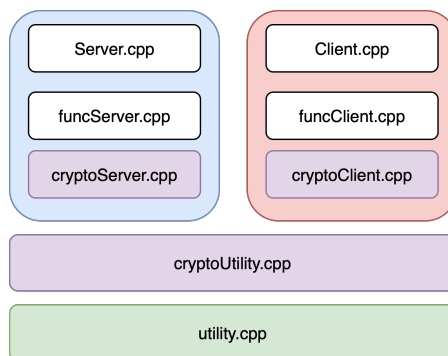 Server.cpp
Client.cpp
funcServer.cpp
funcClient.cpp
cryptoServer.cpp
cryptoClient.cpp
cryptoUtility.cpp
utility.cpp